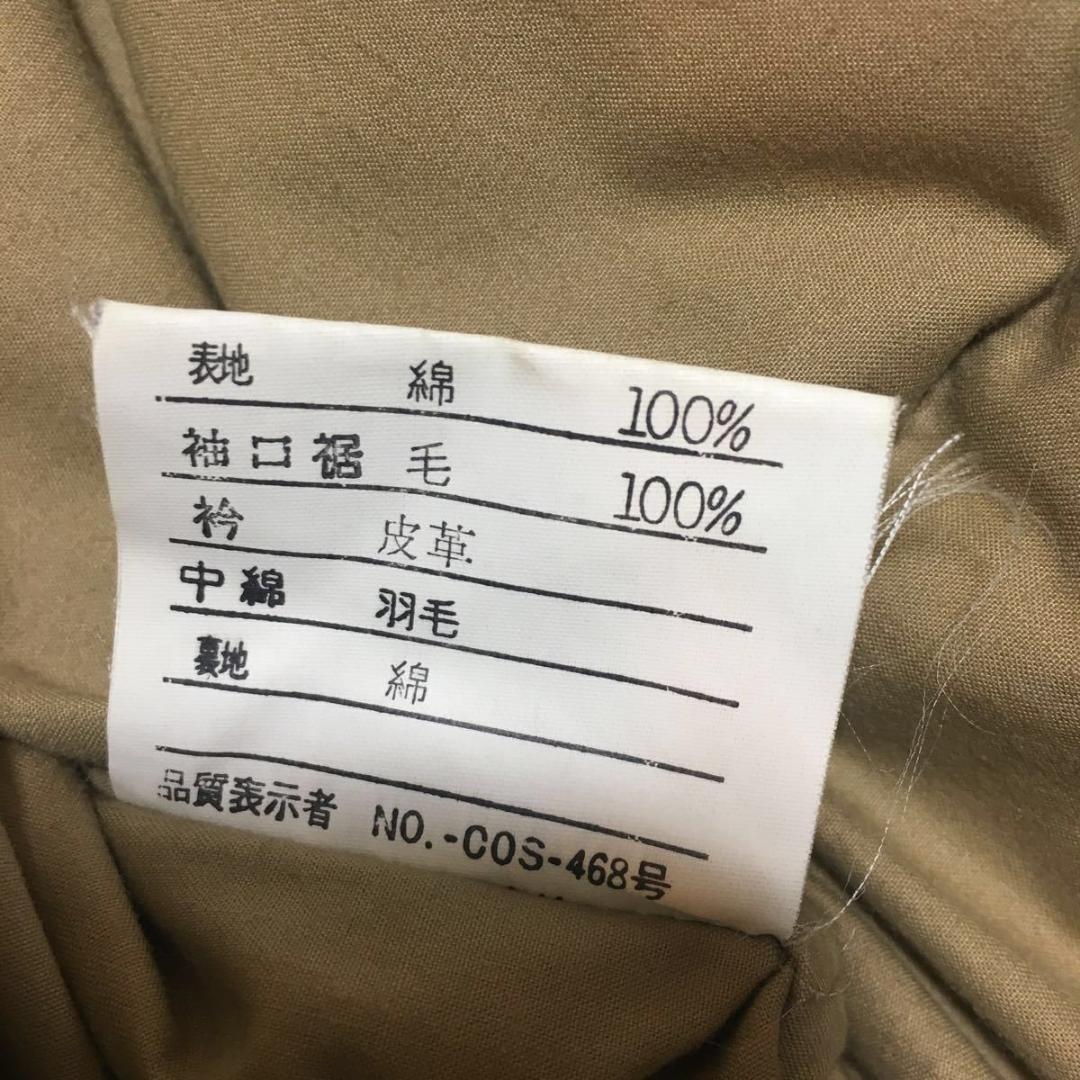 表地 綿 100%
袖口裾 毛 100%
衿 皮革
中綿 羽毛
裏地 綿
品質表示者 NO.-COS-468号